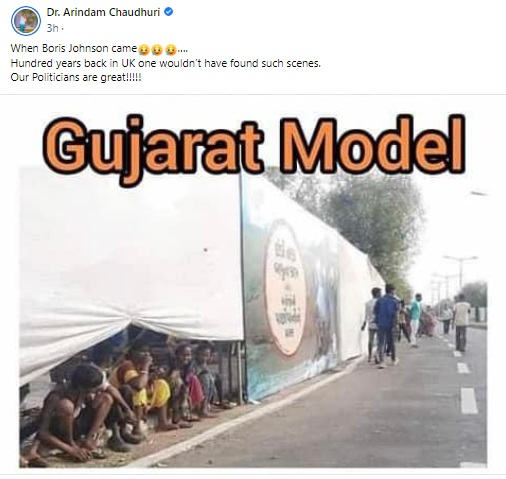 Dr. Arindam Chaudhuri
3h ·
When Boris Johnson came😡😡😡....
Hundred years back in UK one wouldn't have found such scenes.
Our Politicians are great!!!!!
Gujarat Model